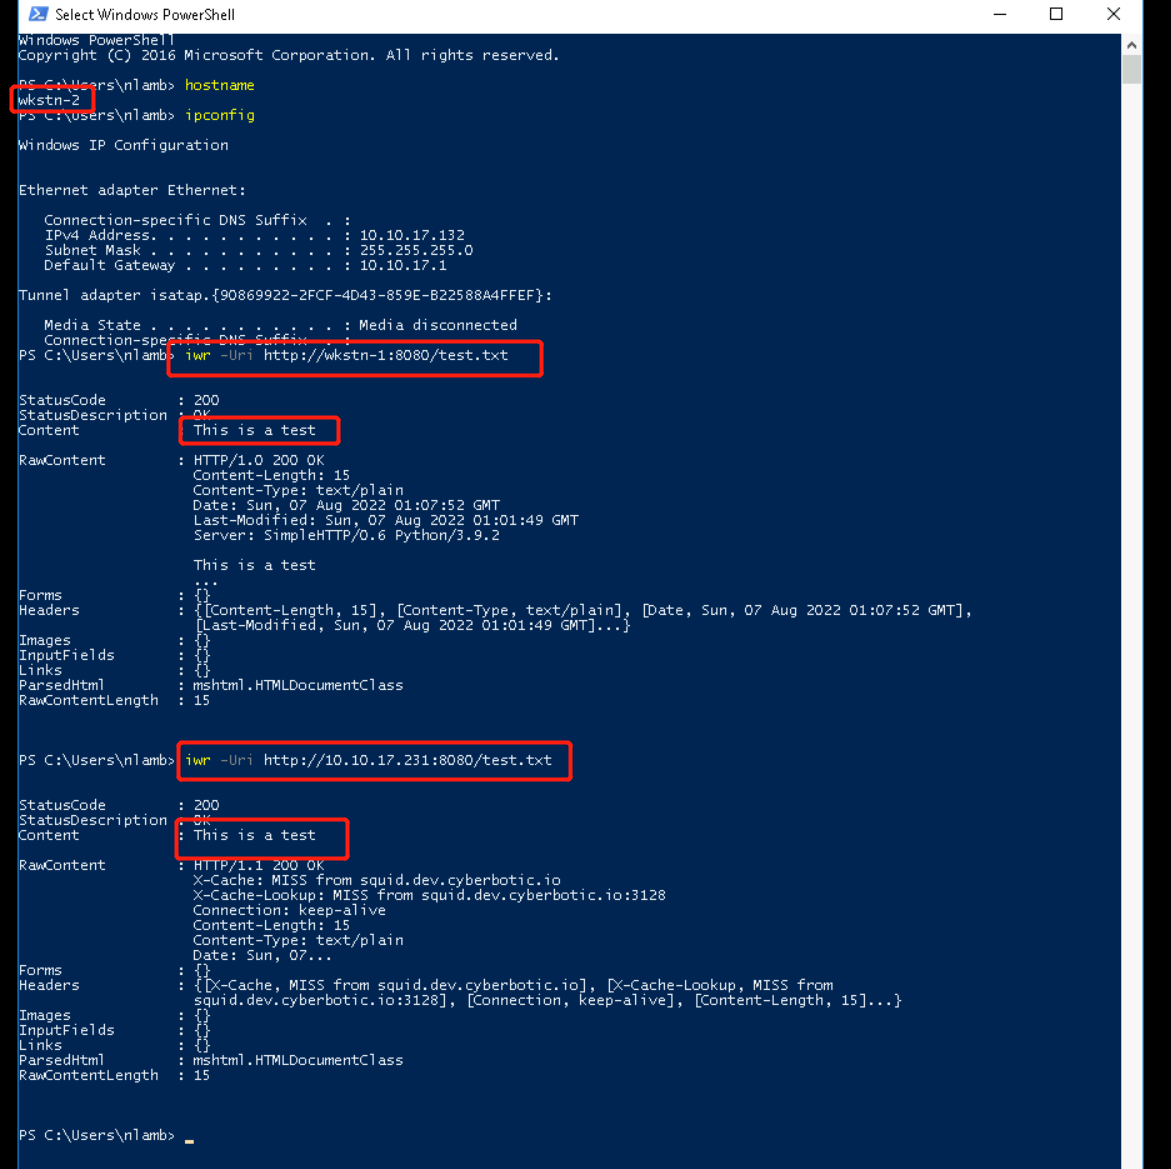 Select Windows PowerShell
Windows PowerShell
Copyright (C) 2016 Microsoft Corporation. All rights reserved.
PS C:\Users\nlamb> hostname
wkstn-2
PS C:\Users\nlamb> ipconfig
Windows IP Configuration
Ethernet adapter Ethernet:
Connection-specific DNS Suffix . :
IPv4 Address. . . . . . . . . . . : 10.10.17.132
Subnet Mask . . . . . . . . . . . : 255.255.255.0
Default Gateway . . . . . . . . . : 10.10.17.1
Tunnel adapter isatap.{90869922-2FCF-4D43-859E-B22588A4FFEF}:
Media State . . . . . . . . . . . : Media disconnected
Connection-specific DNS Suffix . :
PS C:\Users\nlamb> iwr -Uri http://wkstn-1:8080/test.txt
StatusCode : 200
StatusDescription : OK
Content : This is a test
RawContent : HTTP/1.0 200 OK
Content-Length: 15
Content-Type: text/plain
Date: Sun, 07 Aug 2022 01:07:52 GMT
Last-Modified: Sun, 07 Aug 2022 01:01:49 GMT
Server: SimpleHTTP/0.6 Python/3.9.2
This is a test
...
Forms : {}
Headers : {[Content-Length, 15], [Content-Type, text/plain], [Date, Sun, 07 Aug 2022 01:07:52 GMT],
[Last-Modified, Sun, 07 Aug 2022 01:01:49 GMT]...}
Images : {}
InputFields : {}
Links : {}
ParsedHtml : mshtml.HTMLDocumentClass
RawContentLength : 15
PS C:\Users\nlamb> iwr -Uri http://10.10.17.231:8080/test.txt
StatusCode : 200
StatusDescription : OK
Content : This is a test
RawContent : HTTP/1.1 200 OK
X-Cache: MISS from squid.dev.cyberbotic.io
X-Cache-Lookup: MISS from squid.dev.cyberbotic.io:3128
Connection: keep-alive
Content-Length: 15
Content-Type: text/plain
Date: Sun, 07...
Forms : {}
Headers : {[X-Cache, MISS from squid.dev.cyberbotic.io], [X-Cache-Lookup, MISS from
squid.dev.cyberbotic.io:3128], [Connection, keep-alive], [Content-Length, 15]...}
Images : {}
InputFields : {}
Links : {}
ParsedHtml : mshtml.HTMLDocumentClass
RawContentLength : 15
PS C:\Users\nlamb>